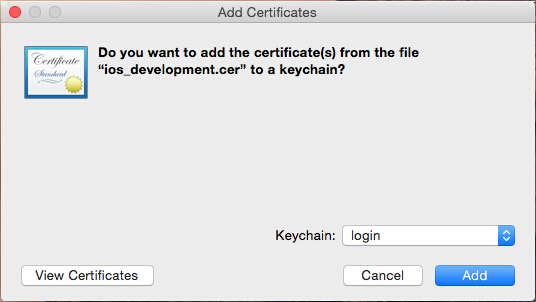 Add Certificates
Certificate
Standard
Do you want to add the certificate(s) from the file
“ios_development.cer” to a keychain?
Keychain: login
View Certificates Cancel Add